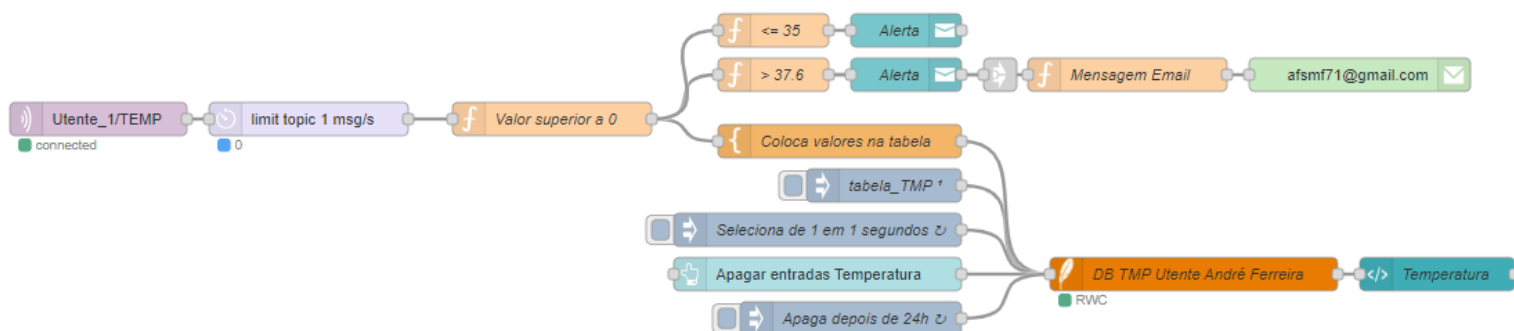 <= 35
Alerta
> 37.6
Alerta
Mensagem Email
afsmf71@gmail.com
Utente_1/TEMP
limit topic 1 msg/s
Valor superior a 0
connected
0
Coloca valores na tabela
tabela_TMP ¹
Seleciona de 1 em 1 segundos ↻
Apagar entradas Temperatura
DB TMP Utente André Ferreira
Temperatura
RWC
Apaga depois de 24h ↻